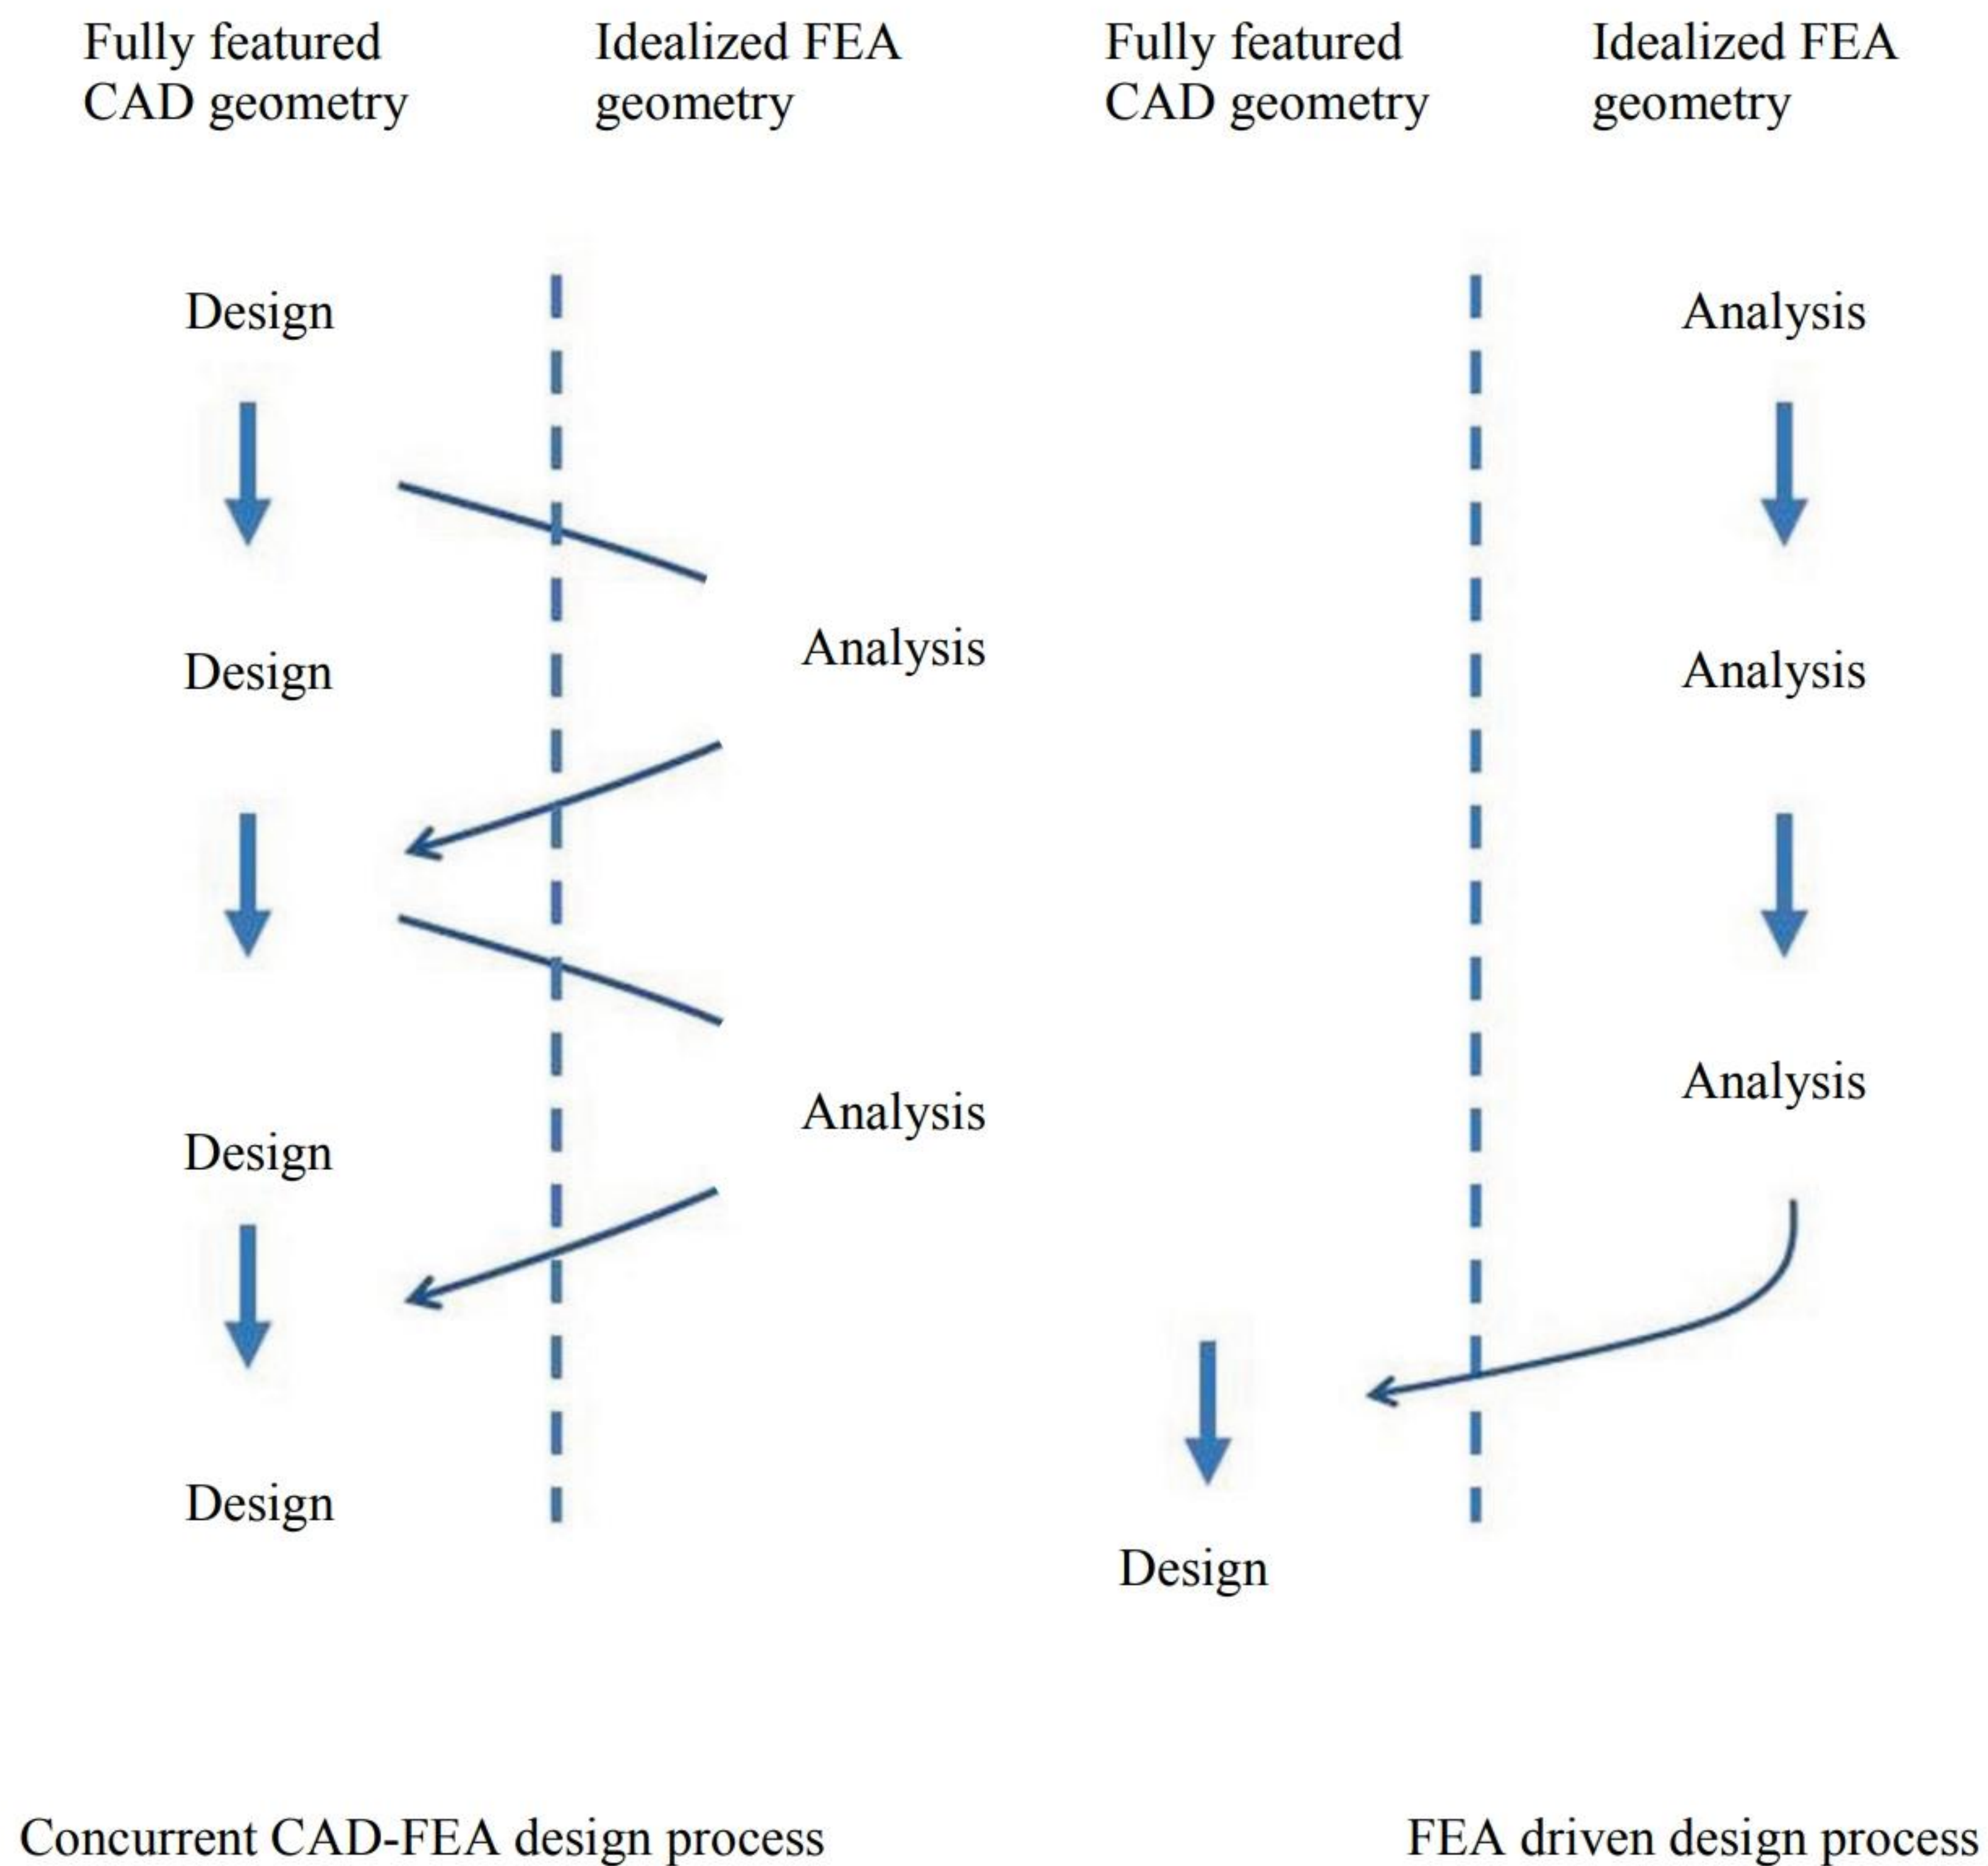 Fully featured
CAD geometry
Idealized FEA
geometry
Fully featured
CAD geometry
Idealized FEA
geometry
Design
Design
Analysis
Design
Analysis
Design
Analysis
Analysis
Analysis
Design
Concurrent CAD-FEA design process
FEA driven design process